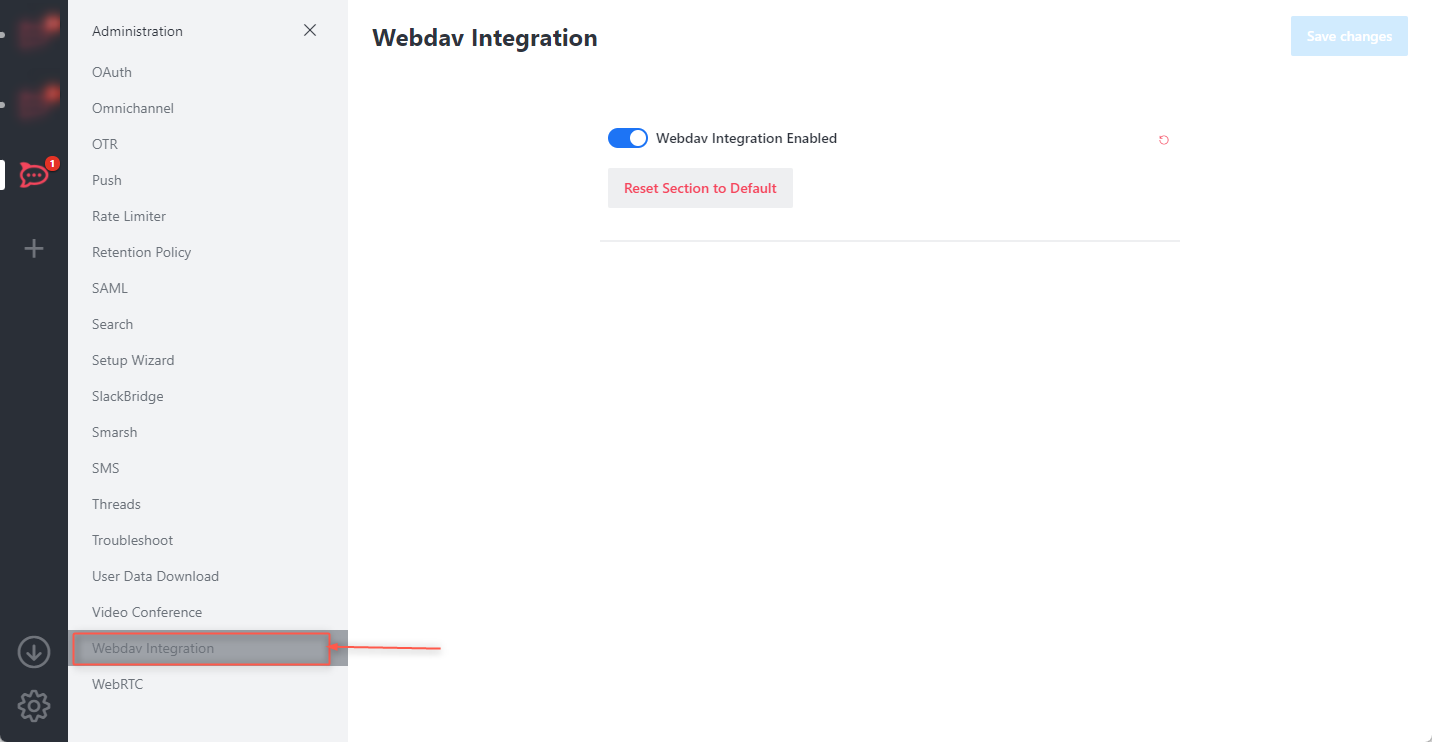 Administration
OAuth
Omnichannel
OTR
Push
Rate Limiter
Retention Policy
SAML
Search
Setup Wizard
SlackBridge
Smarsh
SMS
Threads
Troubleshoot
User Data Download
Video Conference
Webdav Integration
WebRTC
1
Webdav Integration
Save changes
Webdav Integration Enabled
Reset Section to Default